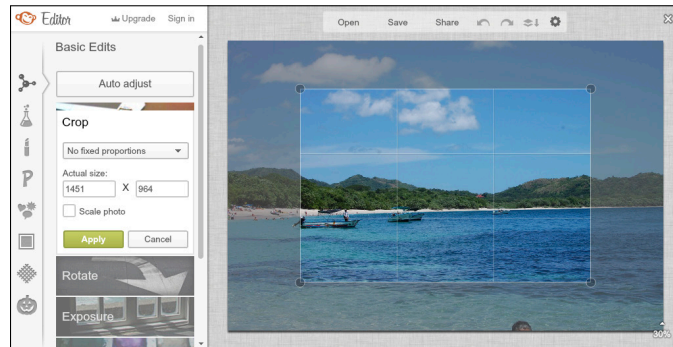 Editor
Upgrade
Sign in
Open
Save
Share
Basic Edits
Auto adjust
Crop
No fixed proportions
Actual size:
1451 X 964
Scale photo
Apply
Cancel
Rotate
Exposure
P
30%